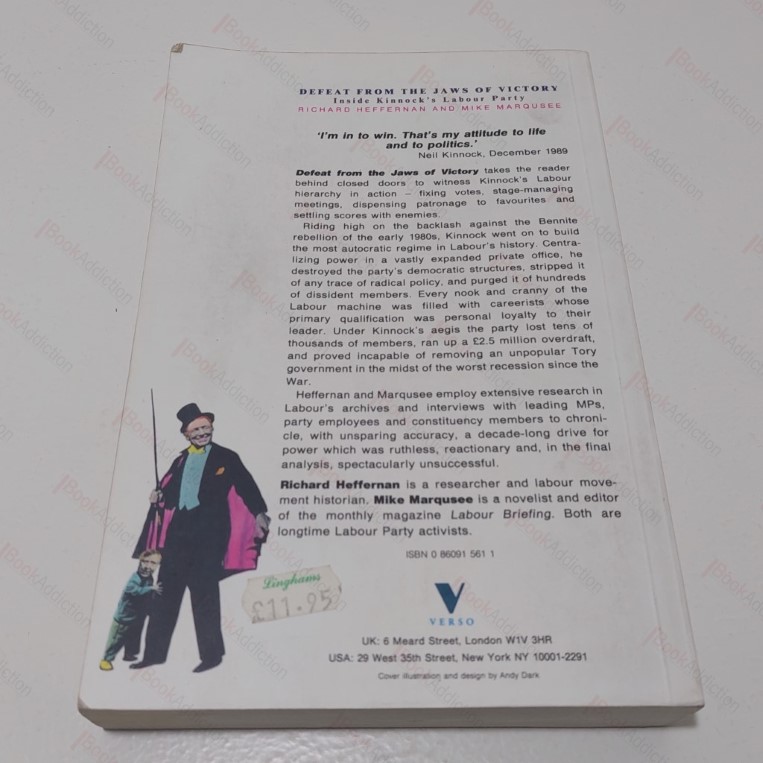 DEFEAT FROM THE JAWS OF VICTORY
Inside Kinnock's Labour Party
RICHARD HEFFERNAN AND MIKE MARQUSEE
'I'm in to win. That's my attitude to life
and to politics.'
Neil Kinnock, December 1989
Defeat from the Jaws of Victory takes the reader
behind closed doors to witness Kinnock's Labour
hierarchy in action – fixing votes, stage-managing
meetings, dispensing patronage to favourites and
settling scores with enemies.
Riding high on the backlash against the Bennite
rebellion of the early 1980s, Kinnock went on to build
the most autocratic regime in Labour's history. Centra-
lizing power in a vastly expanded private office, he
destroyed the party's democratic structures, stripped it
of any trace of radical policy, and purged it of hundreds
of dissident members. Every nook and cranny of the
Labour machine was filled with careerists whose
primary qualification was personal loyalty to their
leader. Under Kinnock's aegis the party lost tens of
thousands of members, ran up a £2.5 million overdraft,
and proved incapable of removing an unpopular Tory
government in the midst of the worst recession since the
War.
Heffernan and Marqusee employ extensive research in
Labour's archives and interviews with leading MPs,
party employees and constituency members to chroni-
cle, with unsparing accuracy, a decade-long drive for
power which was ruthless, reactionary and, in the final
analysis, spectacularly unsuccessful.
Richard Heffernan is a researcher and labour move-
ment historian. Mike Marqusee is a novelist and editor
of the monthly magazine Labour Briefing. Both are
longtime Labour Party activists.
ISBN 0 86091 561 1
Linghams
£11.95
V
VERSO
UK: 6 Meard Street, London W1V 3HR
USA: 29 West 35th Street, New York NY 10001-2291
Cover illustration and design by Andy Dark
BookAddiction